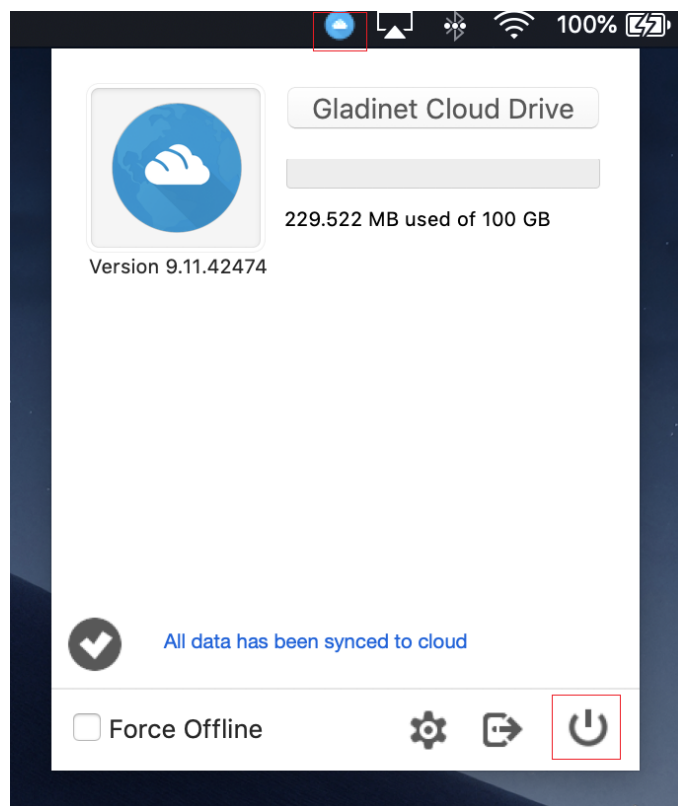 100%
Gladinet Cloud Drive
229.522 MB used of 100 GB
Version 9.11.42474
All data has been synced to cloud
Force Offline